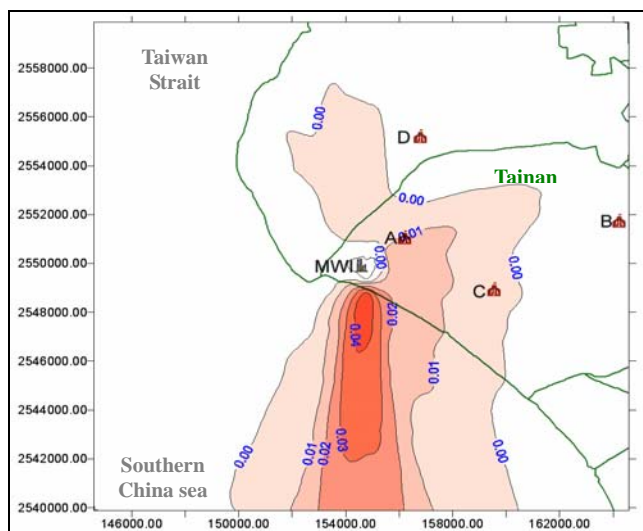 2558000.00
2556000.00
2554000.00
2552000.00
2550000.00
2548000.00
2546000.00
2544000.00
2542000.00
2540000.00
Taiwan
Strait
0.00
D
Tainan
0.00
B
A
0.01
MWI
0.00
C
0.00
0.02
0.04
0.01
0.03
0.00
0.01
0.02
0.00
Southern
China sea
146000.00
150000.00
154000.00
158000.00
162000.00